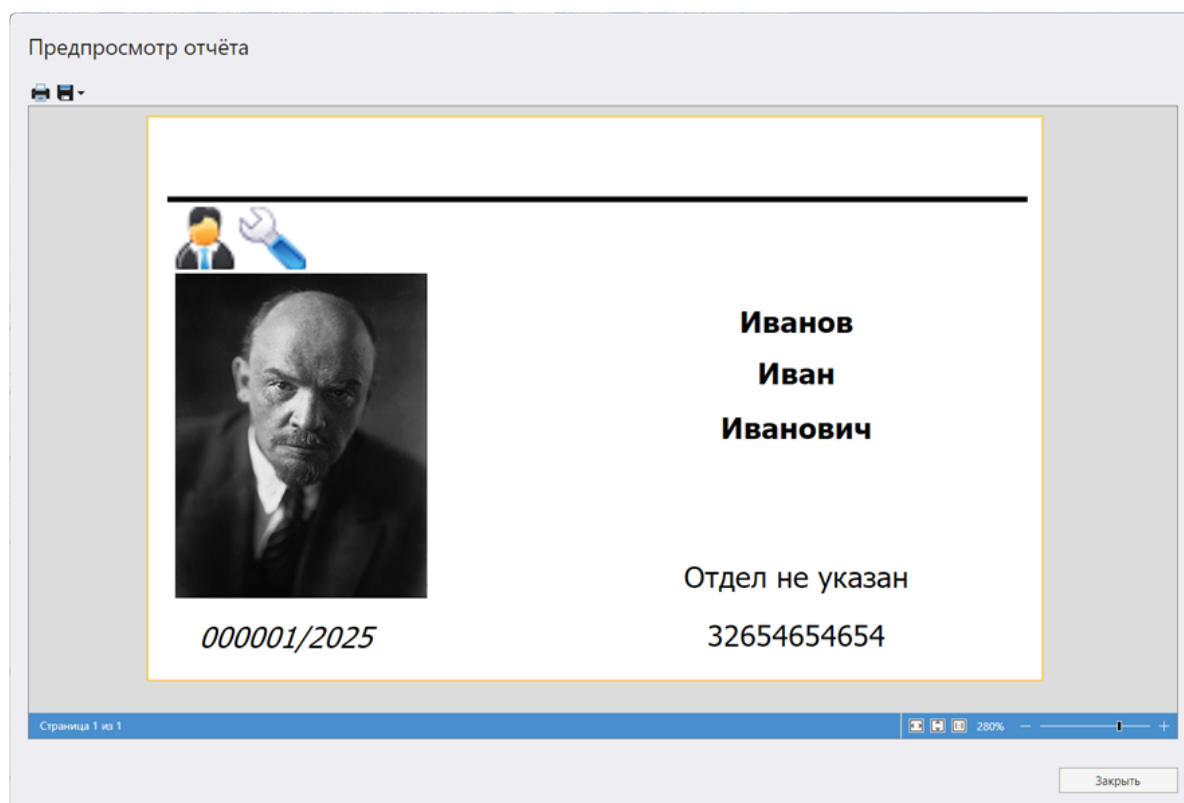 Предпросмотр отчёта
Иванов
Иван
Иванович
Отдел не указан
000001/2025
32654654654
Страница 1 из 1
280%
Закрыть